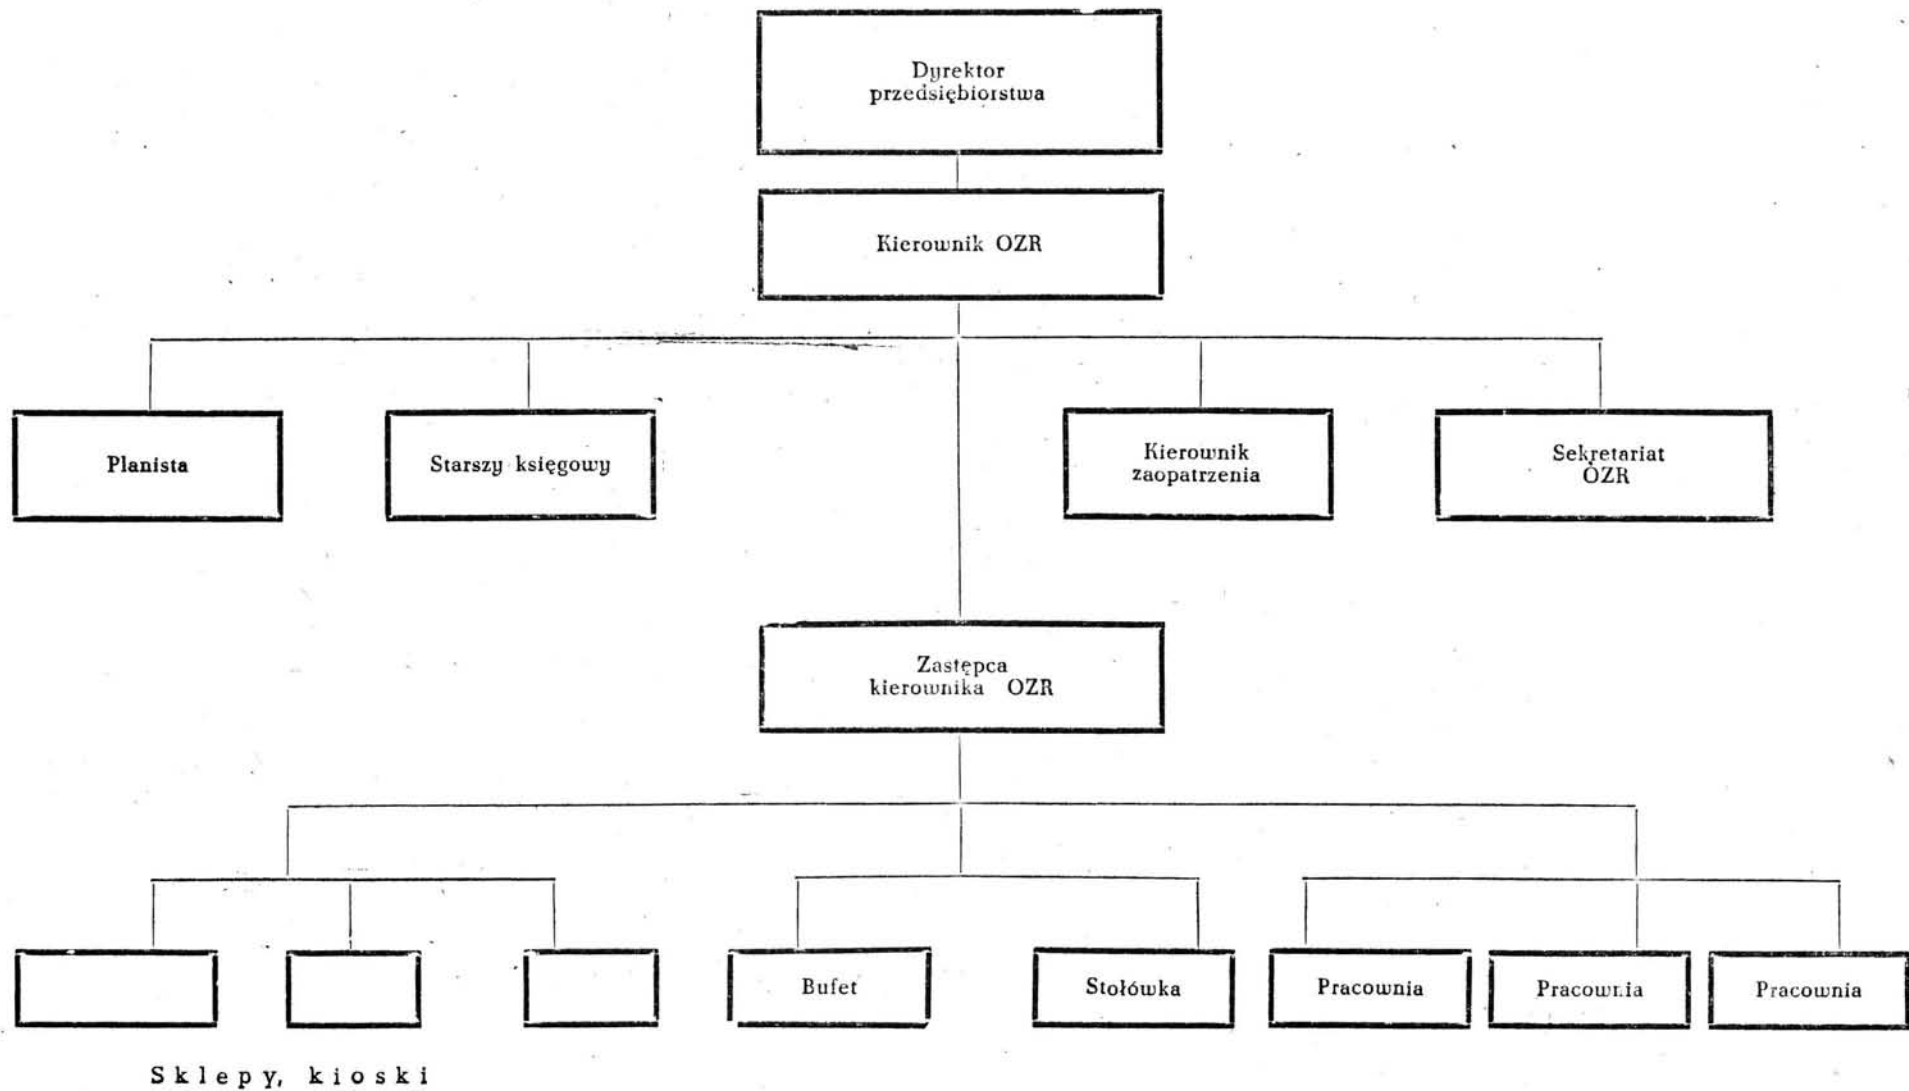 Dyrektor
przedsiębiorstwa
Kierownik OZR
Planista
Starszy księgowy
Kierownik
zaopatrzenia
Sekretariat
OZR
Zastępca
kierownika OZR
Bufet
Stołówka
Pracownia
Pracownia
Pracownia
Sklepy, kioski